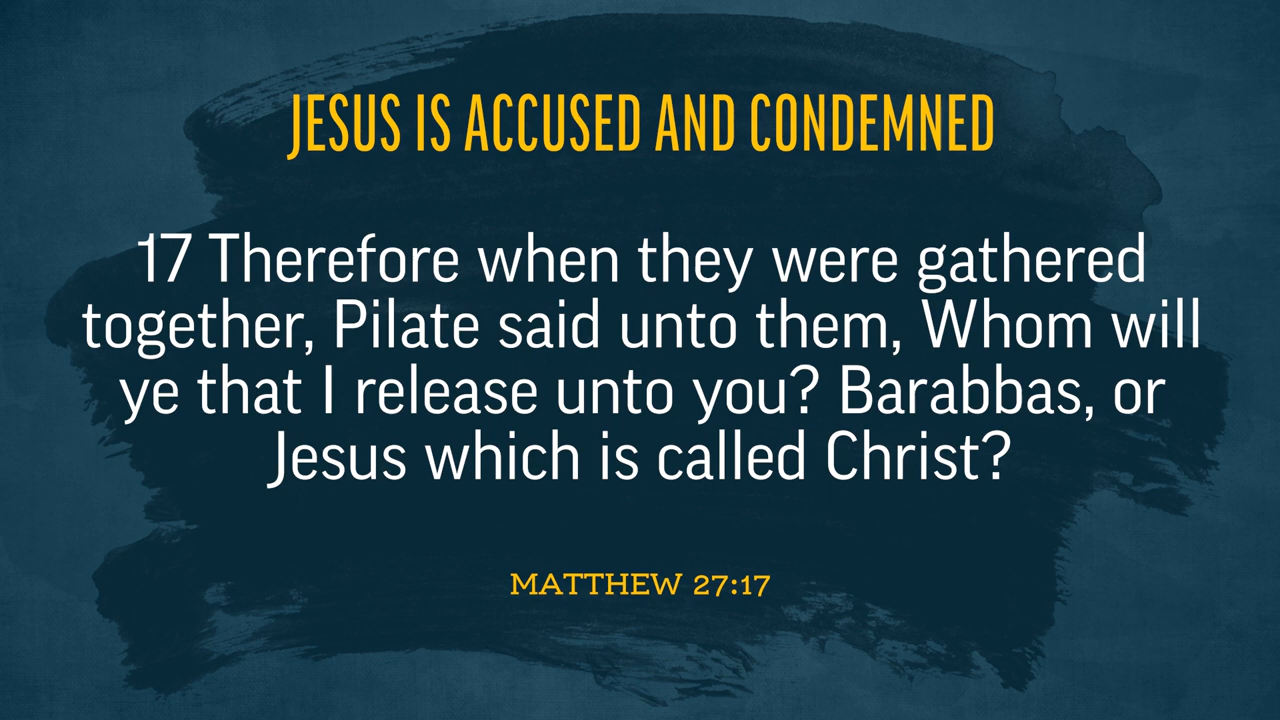 JESUS IS ACCUSED AND CONDEMNED
17 Therefore when they were gathered
together, Pilate said unto them, Whom will
ye that I release unto you? Barabbas, or
Jesus which is called Christ?
MATTHEW 27:17